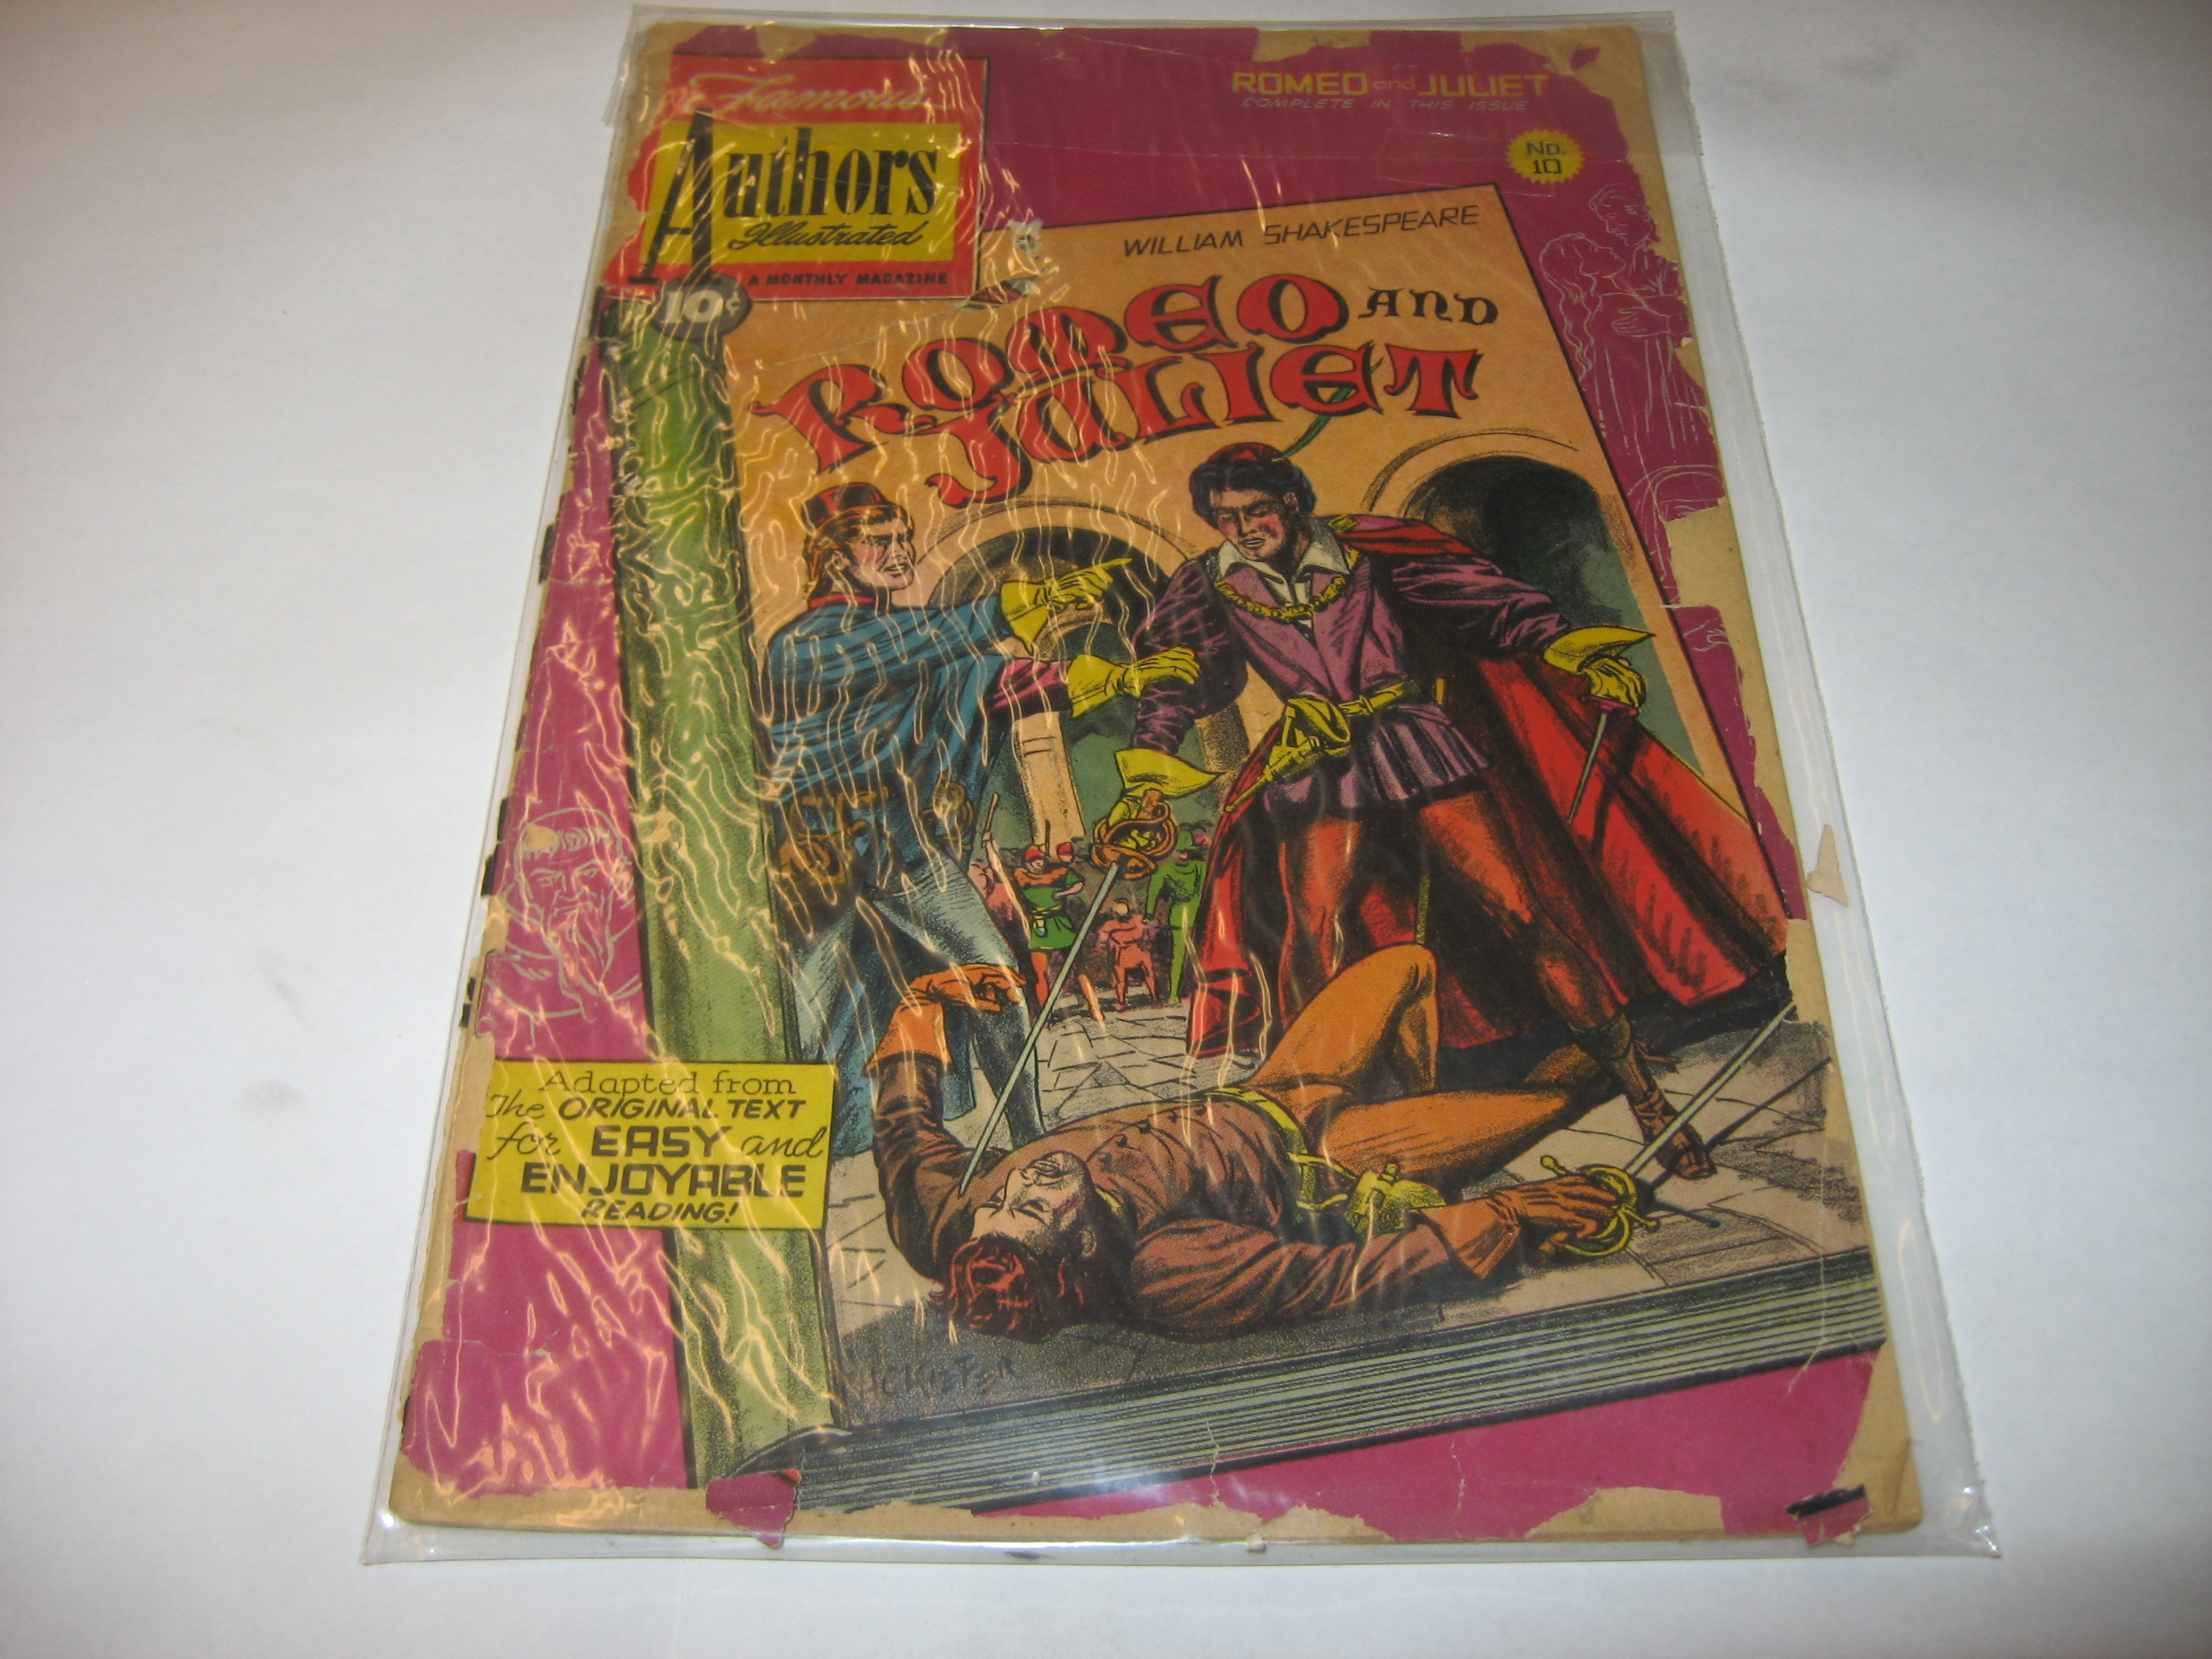 Famous
Authors
Illustrated
A MONTHLY MAGAZINE
10¢
ROMEO and JULIET
COMPLETE IN THIS ISSUE
No.
10
WILLIAM SHAKESPEARE
ROMEO AND
JULIET
Adapted from
The ORIGINAL TEXT
for EASY and
ENJOYABLE
READING!